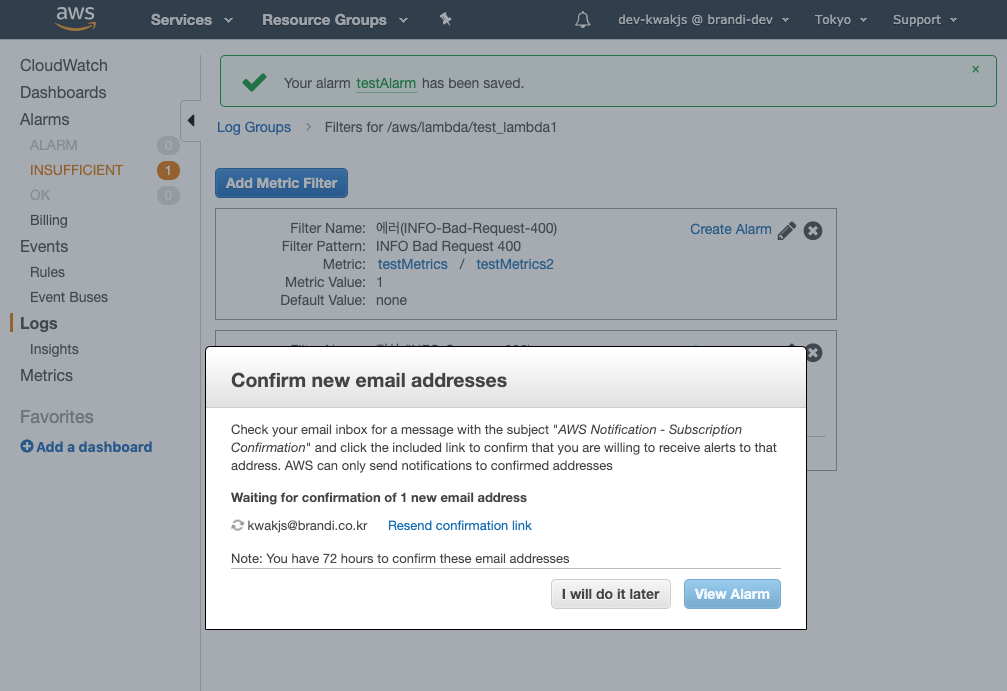 aws
Services
Resource Groups
dev-kwakjs @ brandi-dev
Tokyo
Support
CloudWatch
Dashboards
Alarms
ALARM 0
INSUFFICIENT 1
OK 0
Billing
Events
Rules
Event Buses
Logs
Insights
Metrics
Favorites
Add a dashboard
Your alarm testAlarm has been saved.
Log Groups
Filters for /aws/lambda/test_lambda1
Add Metric Filter
Filter Name: 에러(INFO-Bad-Request-400)
Create Alarm
Filter Pattern: INFO Bad Request 400
Metric: testMetrics / testMetrics2
Metric Value: 1
Default Value: none
Confirm new email addresses
Check your email inbox for a message with the subject "AWS Notification - Subscription
Confirmation" and click the included link to confirm that you are willing to receive alerts to that
address. AWS can only send notifications to confirmed addresses
Waiting for confirmation of 1 new email address
kwakjs@brandi.co.kr Resend confirmation link
Note: You have 72 hours to confirm these email addresses
I will do it later
View Alarm